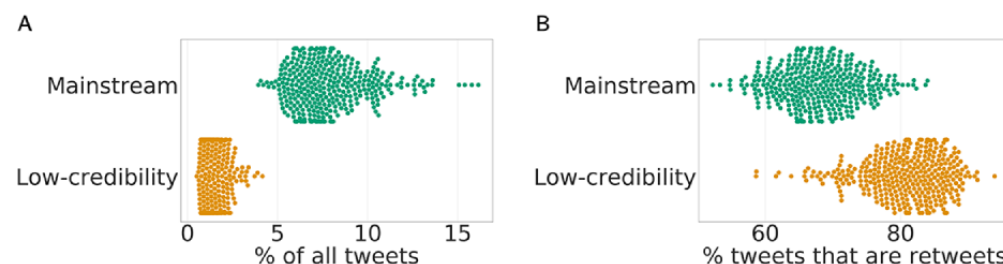 A
Mainstream
Low-credibility
0 5 10 15
% of all tweets
B
Mainstream
Low-credibility
60 80
% tweets that are retweets